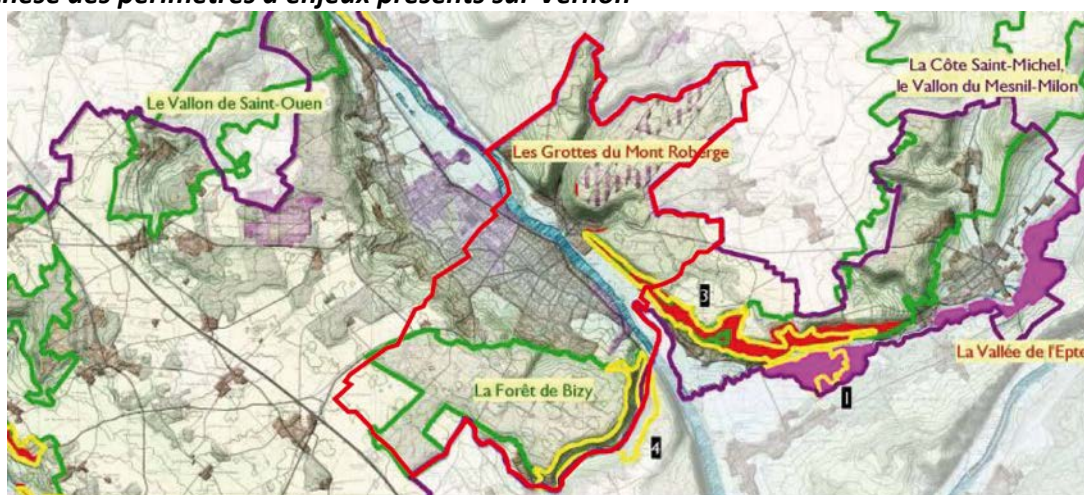 hèse des périmètres d'enjeux présents sur Vernon
Le Vallon de Saint-Ouen
La Côte Saint-Michel,
le Vallon du Mesnil-Milon
Les Grottes du Mont Roberge
3
La Vallée de l'Epte
La Forêt de Bizy
1
4